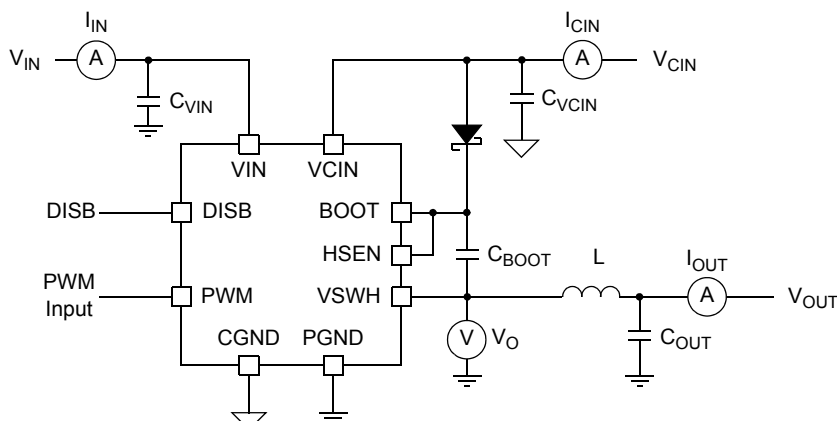 I_IN
I_CIN
V_IN
A
A
V_CIN
C_VIN
C_VCIN
VIN
VCIN
DISB
DISB
BOOT
HSEN
C_BOOT
L
I_OUT
PWM
Input
PWM
VSWH
A
V_OUT
V
V_O
C_OUT
CGND
PGND